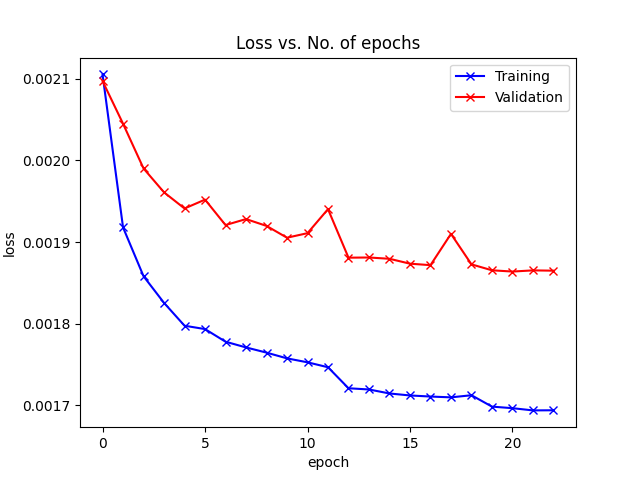 Loss vs. No. of epochs
Training
Validation
0.0021
0.0020
0.0019
0.0018
0.0017
loss
0 5 10 15 20
epoch